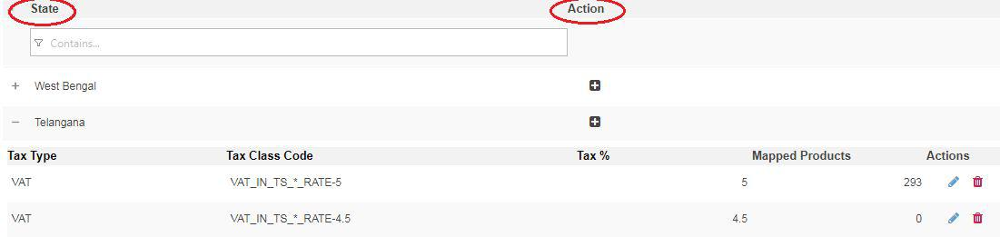 State Action
Contains...
West Bengal
Telangana
Tax Type Tax Class Code Tax % Mapped Products Actions
VAT VAT_IN_TS_*_RATE-5 5 293
VAT VAT_IN_TS_*_RATE-4.5 4.5 0